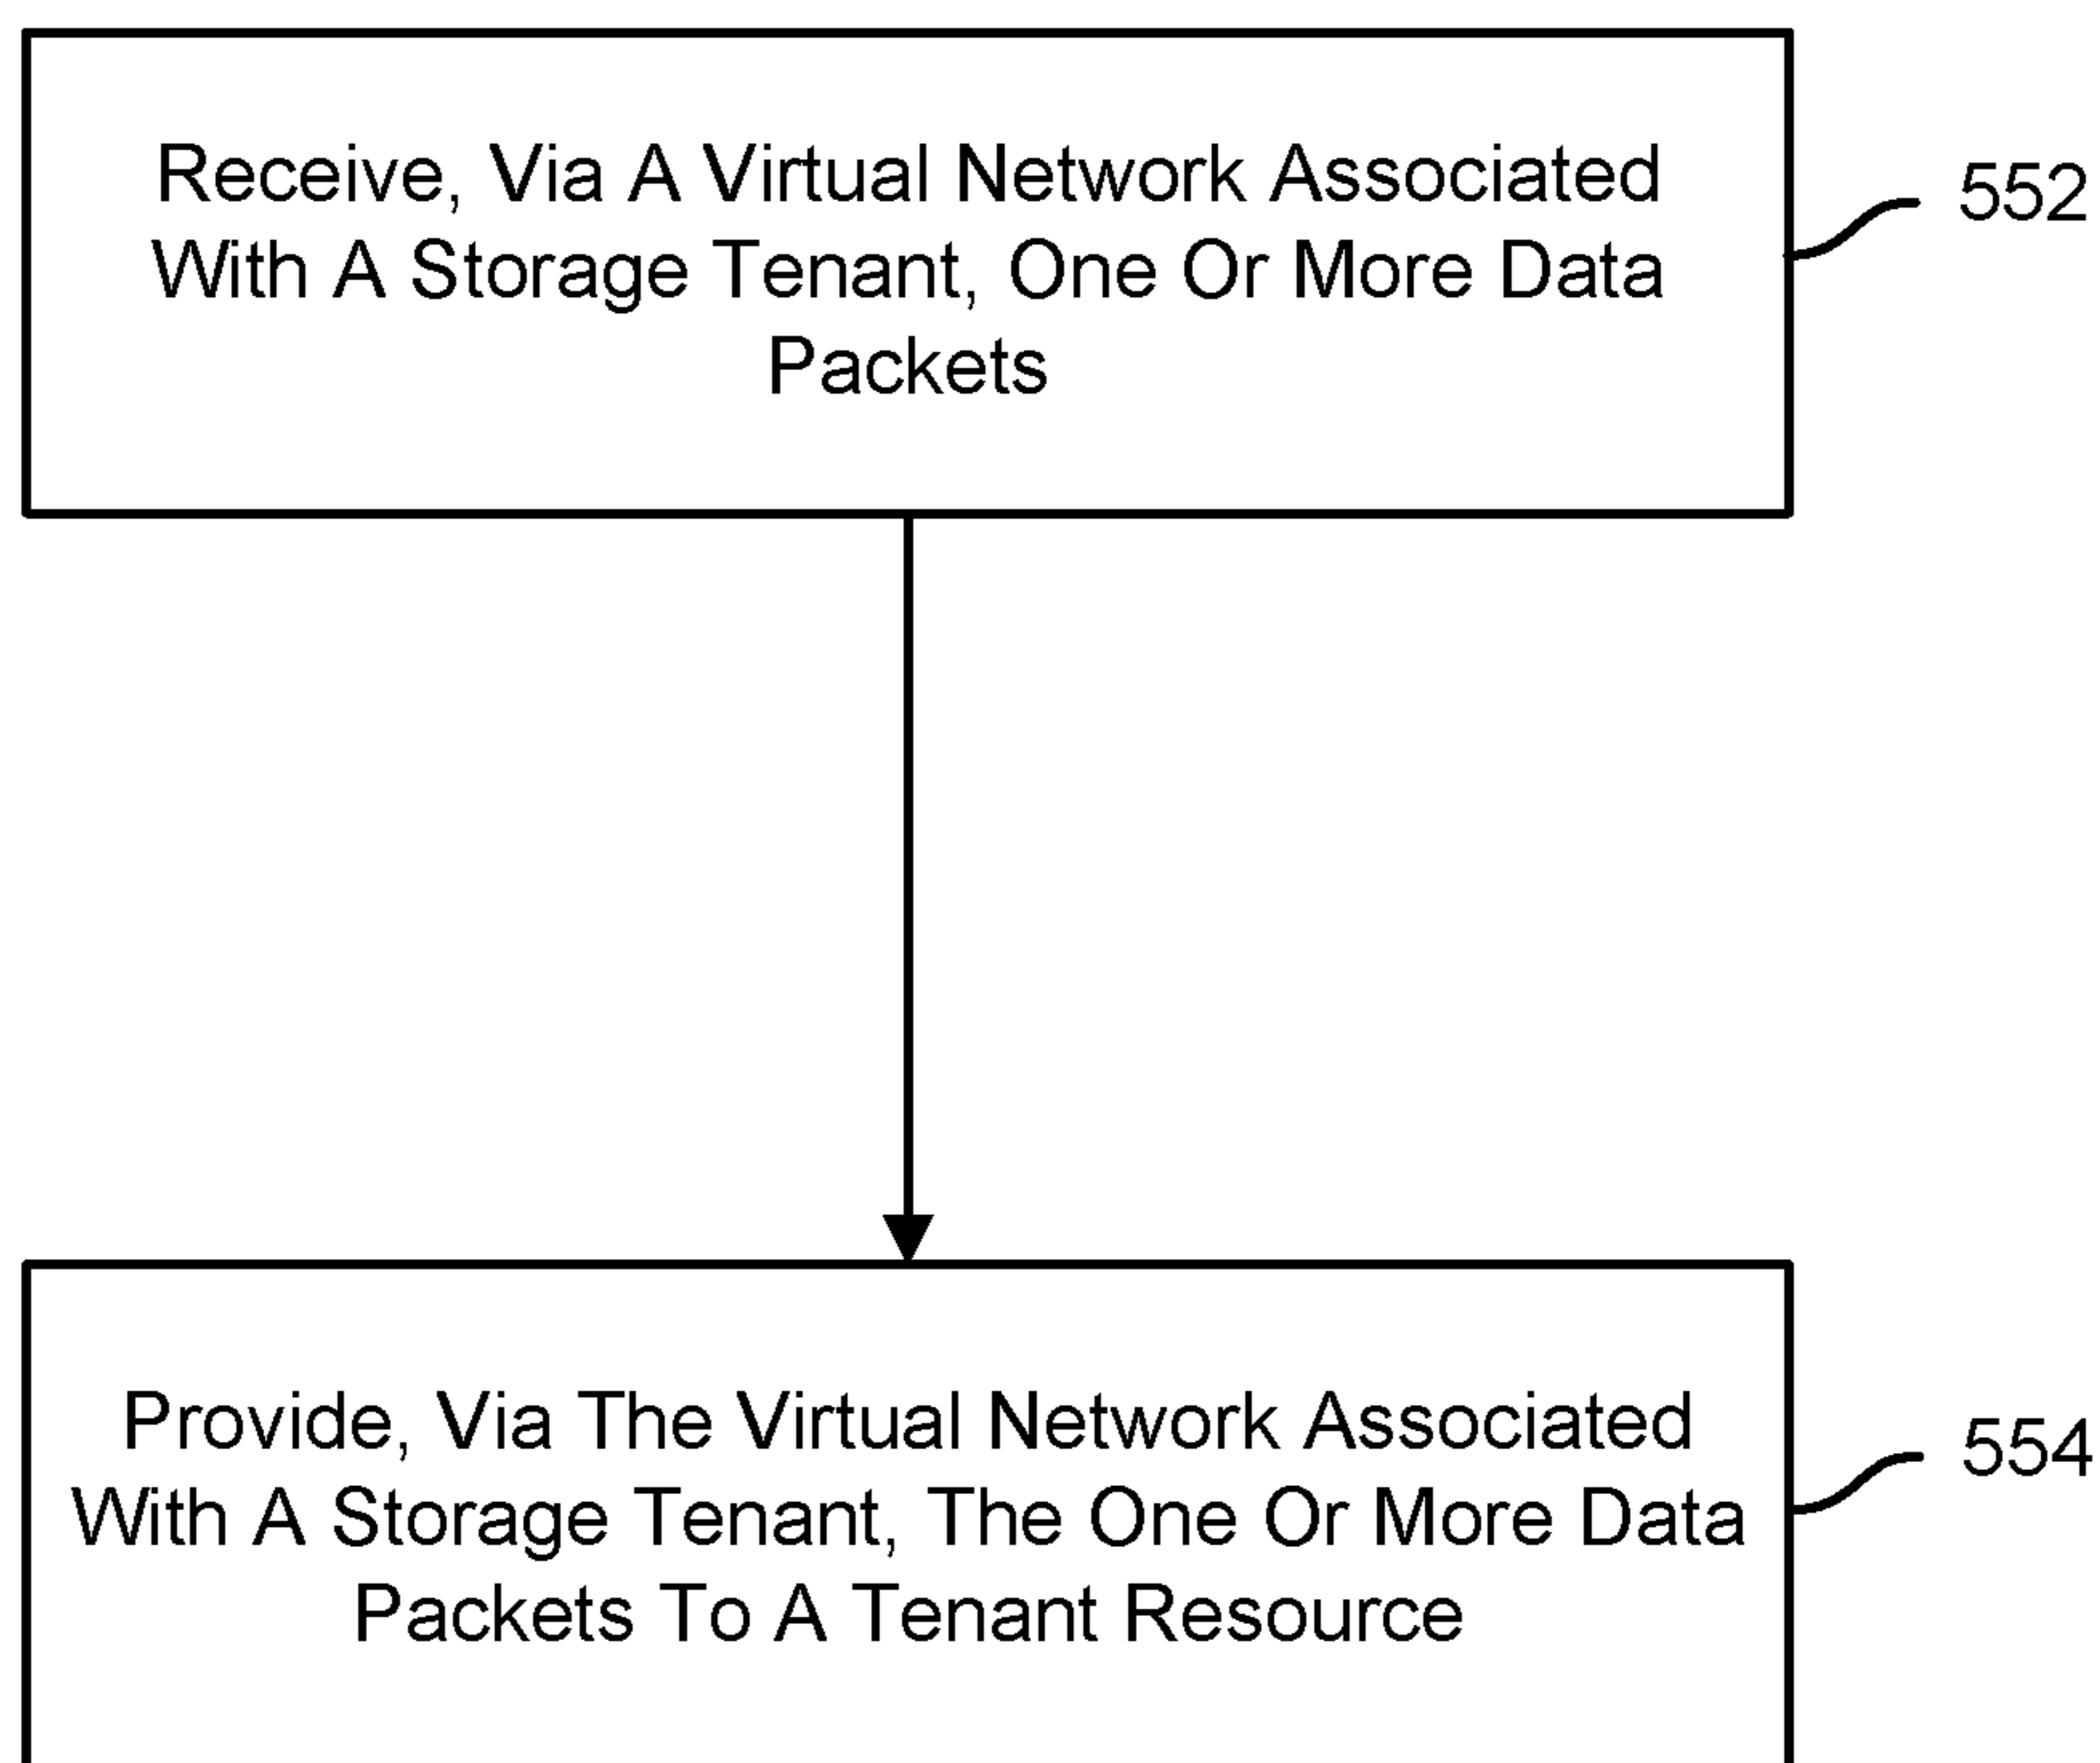 Receive, Via A Virtual Network Associated
With A Storage Tenant, One Or More Data
Packets
552
Provide, Via The Virtual Network Associated
With A Storage Tenant, The One Or More Data
Packets To A Tenant Resource
554